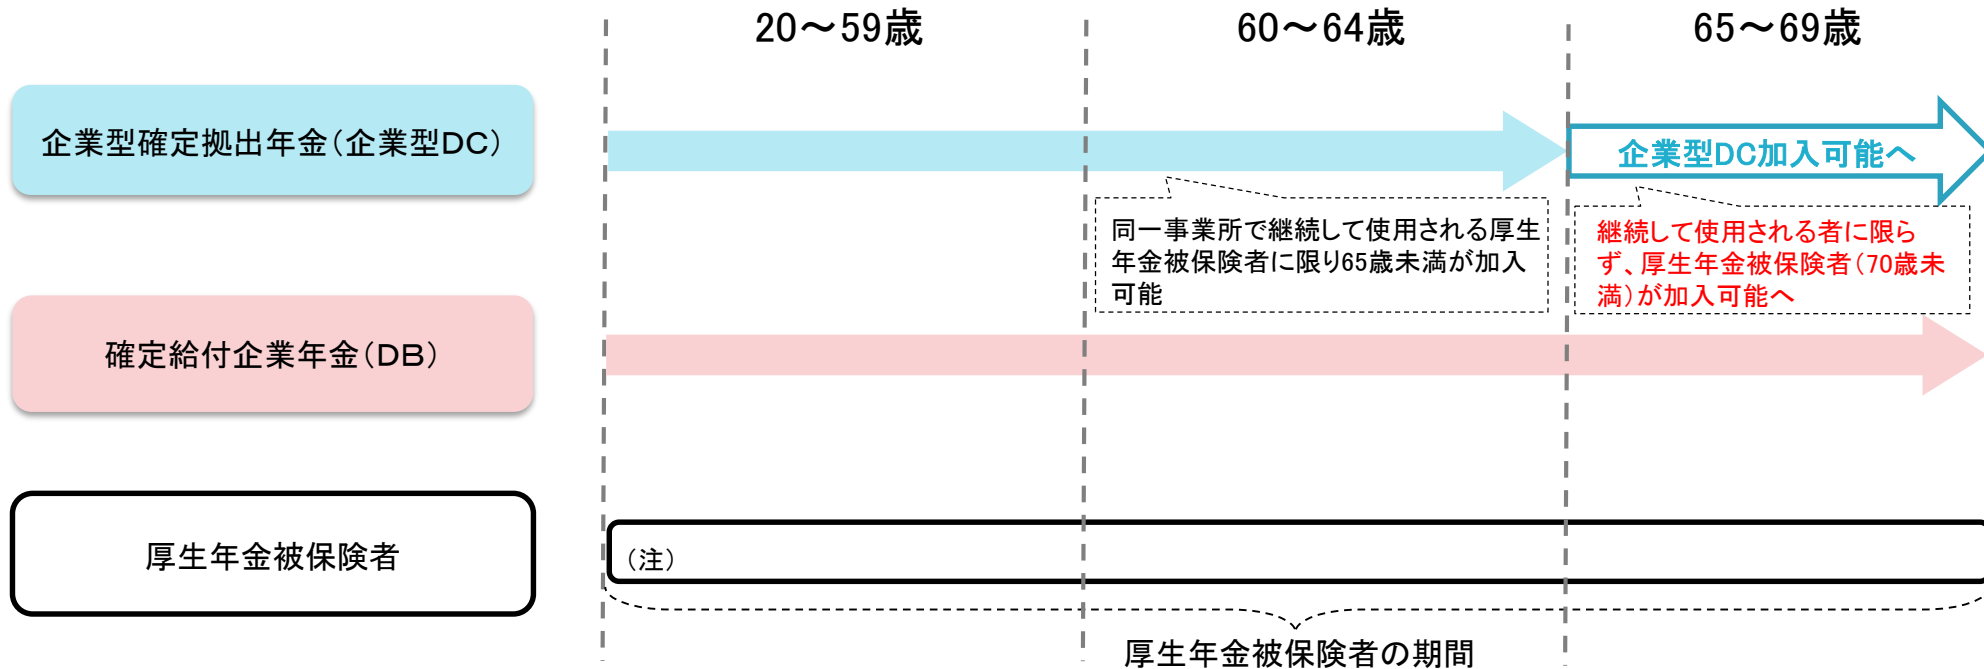 20～59歳
60～64歳
65～69歳
企業型確定拠出年金（企業型DC）
企業型DC加入可能へ
同一事業所で継続して使用される厚生
年金被保険者に限り65歳未満が加入
可能
継続して使用される者に限ら
ず、厚生年金被保険者（70歳未
満）が加入可能へ
確定給付企業年金（DB）
厚生年金被保険者
（注）
厚生年金被保険者の期間